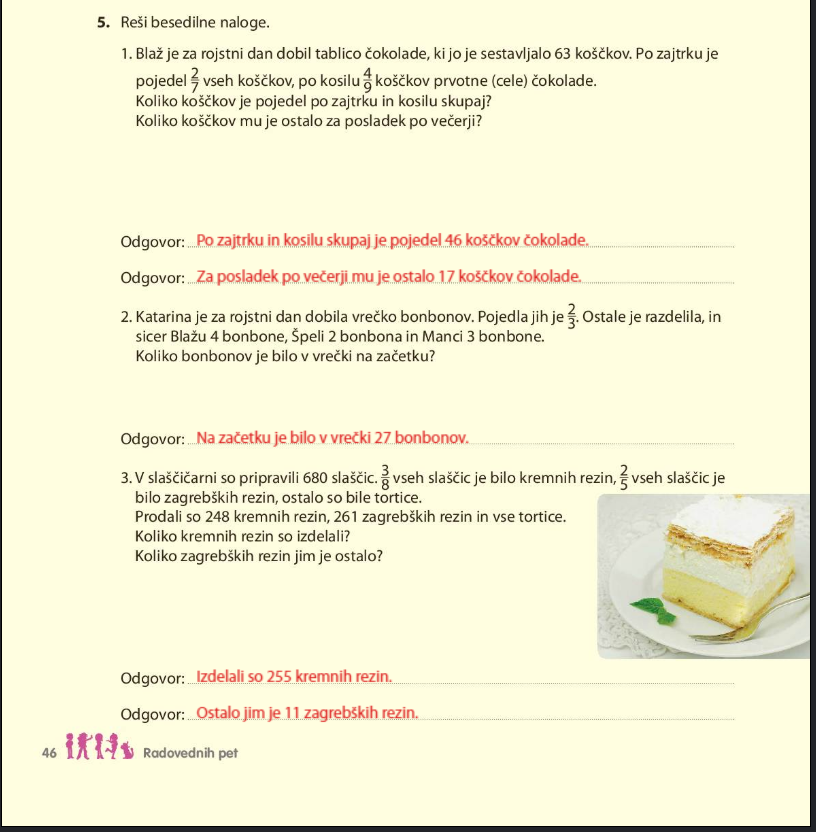 5. Reši besedilne naloge.
1. Blaž je za rojstni dan dobil tablico čokolade, ki jo je sestavljalo 63 koščkov. Po zajtrku je
pojedel 2/7 vseh koščkov, po kosilu 4/9 koščkov prvotne (cele) čokolade.
Koliko koščkov je pojedel po zajtrku in kosilu skupaj?
Koliko koščkov mu je ostalo za posladek po večerji?
Odgovor: Po zajtrku in kosilu skupaj je pojedel 46 koščkov čokolade.
Odgovor: Za posladek po večerji mu je ostalo 17 koščkov čokolade.
2. Katarina je za rojstni dan dobila vrečko bonbonov. Pojedla jih je 2/3. Ostale je razdelila, in
sicer Blažu 4 bonbone, Špeli 2 bonbona in Manci 3 bonbone.
Koliko bonbonov je bilo v vrečki na začetku?
Odgovor: Na začetku je bilo v vrečki 27 bonbonov.
3. V slaščičarni so pripravili 680 slaščic. 3/8 vseh slaščic je bilo kremnih rezin, 2/5 vseh slaščic je
bilo zagrebških rezin, ostalo so bile tortice.
Prodali so 248 kremnih rezin, 261 zagrebških rezin in vse tortice.
Koliko kremnih rezin so izdelali?
Koliko zagrebških rezin jim je ostalo?
Odgovor: Izdelali so 255 kremnih rezin.
Odgovor: Ostalo jim je 11 zagrebških rezin.
46 Radovednih pet